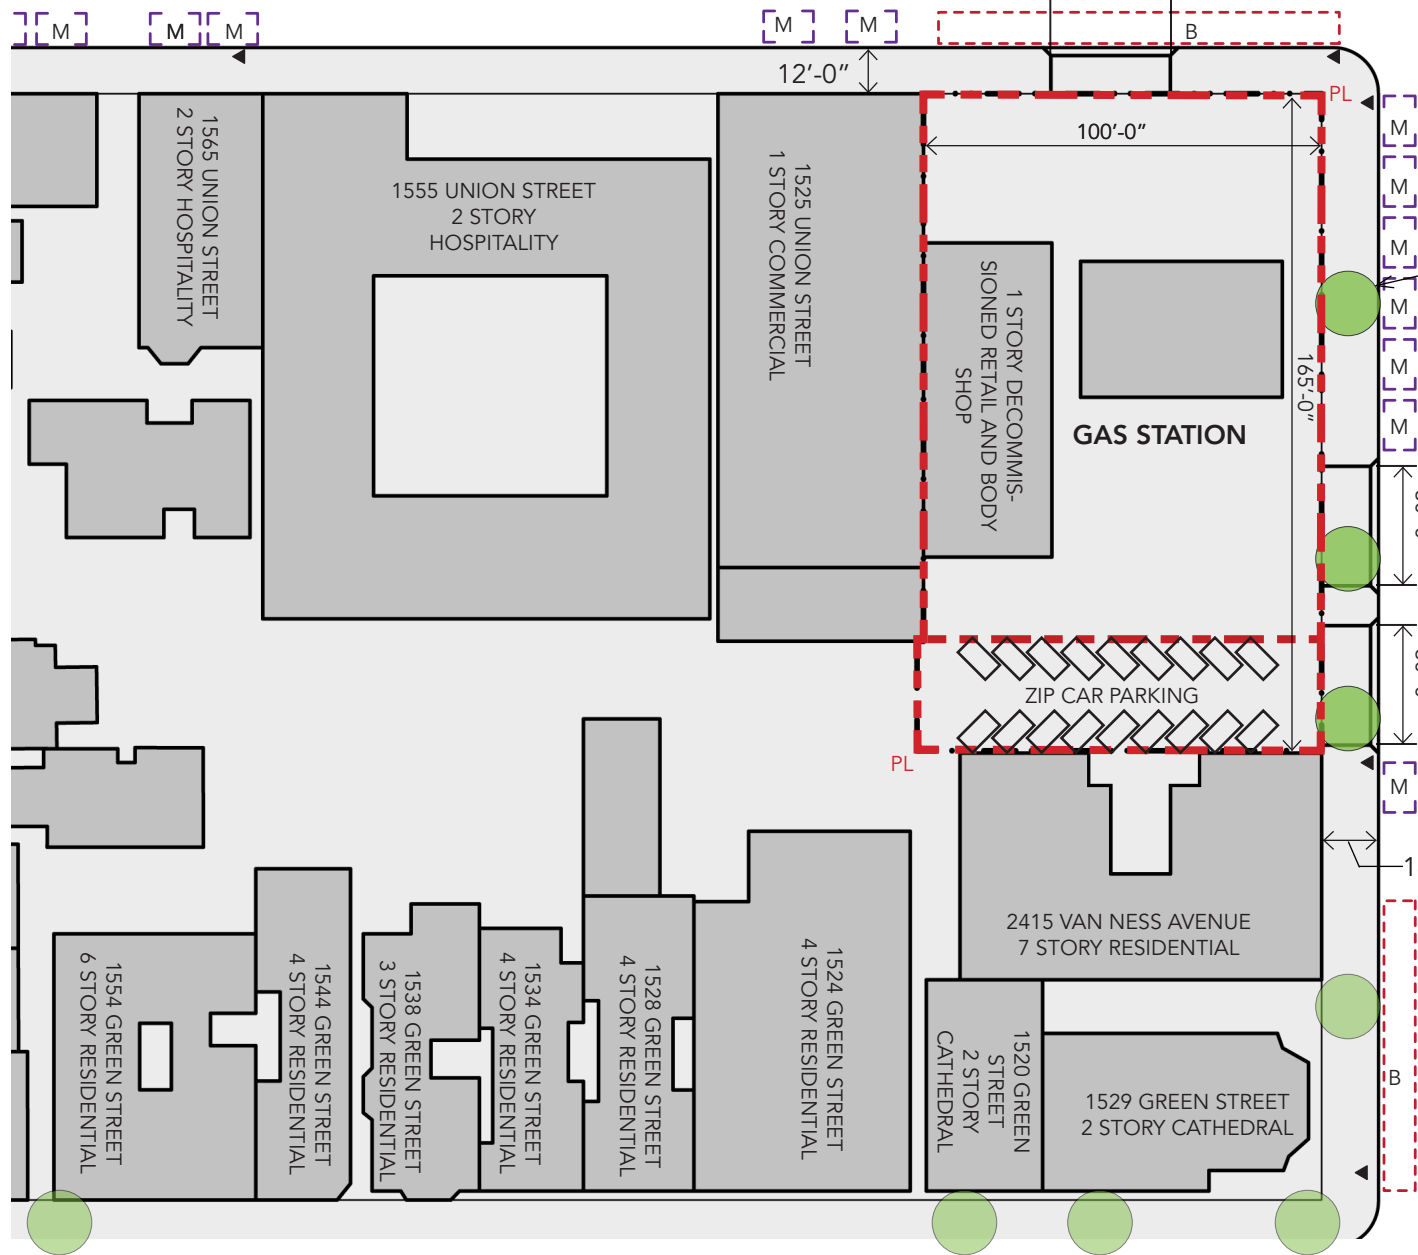 M
M
M
M
M
B
12'-0"
PL
100'-0"
M
M
M
M
M
M
1565 UNION STREET
2 STORY HOSPITALITY
1555 UNION STREET
2 STORY
HOSPITALITY
1525 UNION STREET
1 STORY COMMERCIAL
1 STORY DECOMMIS-
SIONED RETAIL AND BODY
SHOP
165'-0"
GAS STATION
ZIP CAR PARKING
PL
M
1
2415 VAN NESS AVENUE
7 STORY RESIDENTIAL
1554 GREEN STREET
6 STORY RESIDENTIAL
1544 GREEN STREET
4 STORY RESIDENTIAL
1538 GREEN STREET
3 STORY RESIDENTIAL
1534 GREEN STREET
4 STORY RESIDENTIAL
1528 GREEN STREET
4 STORY RESIDENTIAL
1524 GREEN STREET
4 STORY RESIDENTIAL
1520 GREEN
STREET
2 STORY
CATHEDRAL
1529 GREEN STREET
2 STORY CATHEDRAL
B